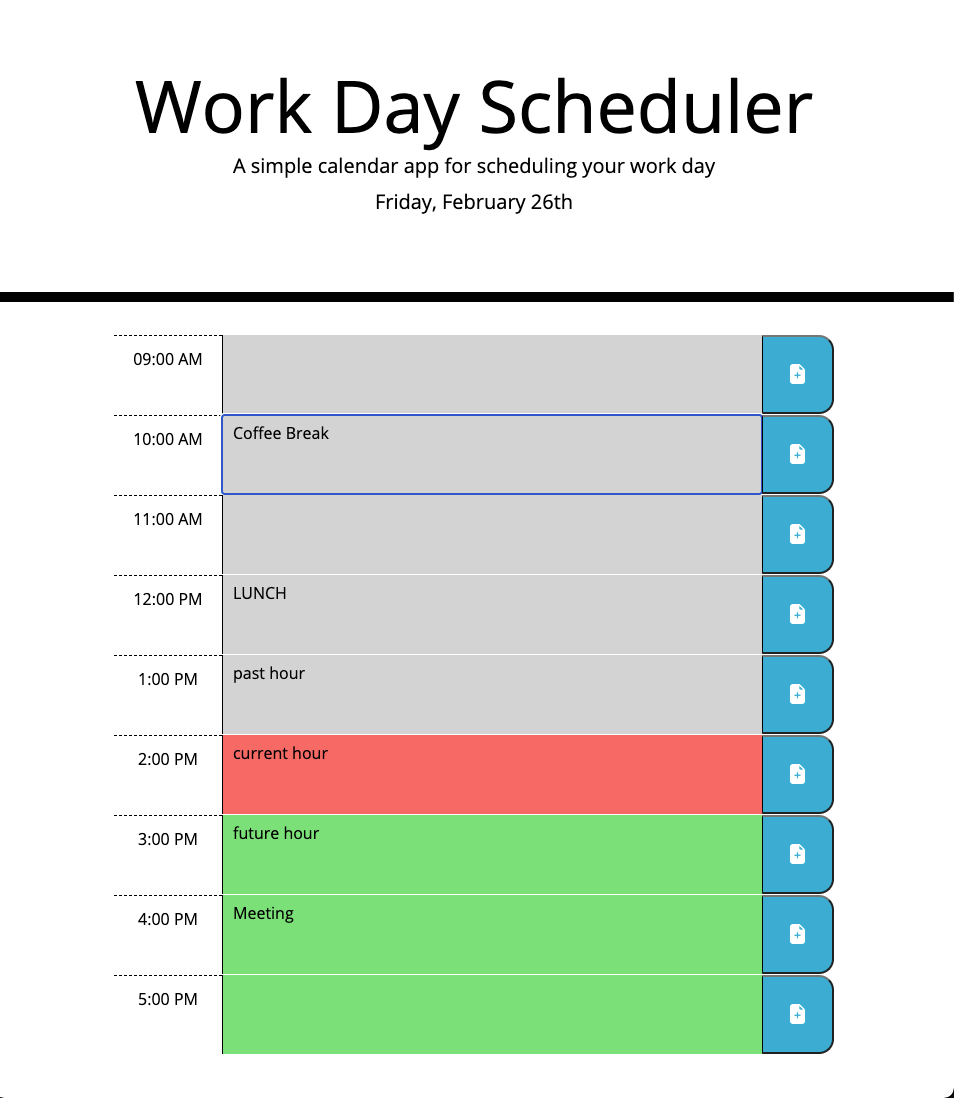 Work Day Scheduler
A simple calendar app for scheduling your work day
Friday, February 26th
09:00 AM
10:00 AM Coffee Break
11:00 AM
12:00 PM LUNCH
1:00 PM past hour
2:00 PM current hour
3:00 PM future hour
4:00 PM Meeting
5:00 PM